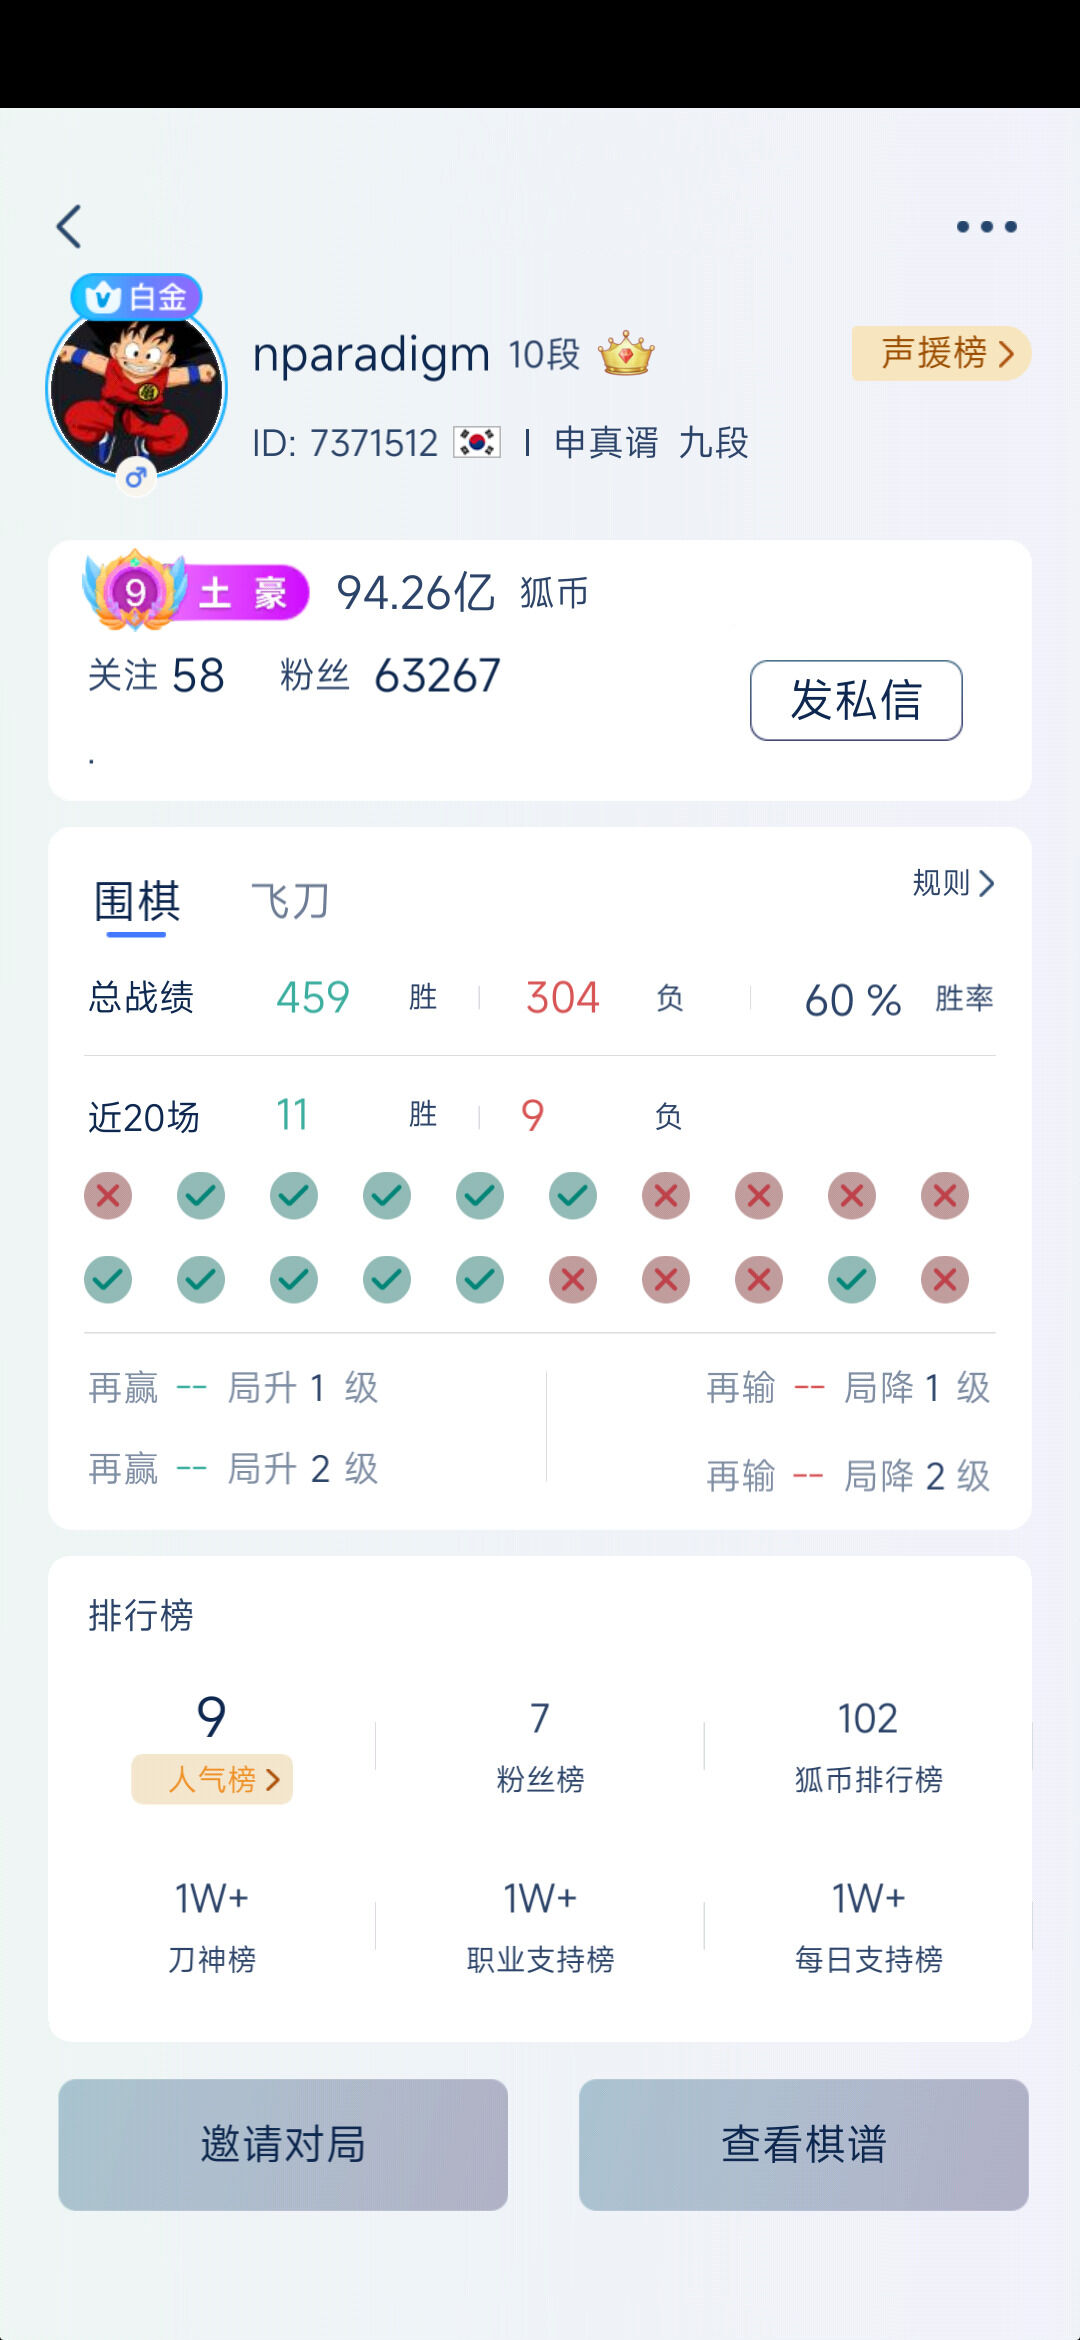 白金
nparadigm 10段
声援榜
ID: 7371512 | 申真谞 九段
9 土豪 94.26亿 狐币
关注 58 粉丝 63267
发私信
.
围棋 飞刀 规则
总战绩 459 胜 304 负 60 % 胜率
近20场 11 胜 9 负
再赢 -- 局升 1 级 再输 -- 局降 1 级
再赢 -- 局升 2 级 再输 -- 局降 2 级
排行榜
9 7 102
人气榜 粉丝榜 狐币排行榜
1W+ 1W+ 1W+
刀神榜 职业支持榜 每日支持榜
邀请对局 查看棋谱